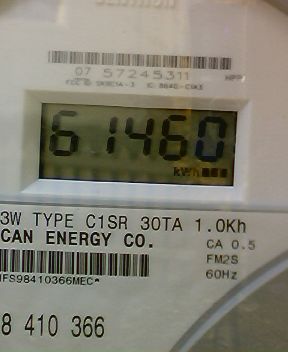 07 57245311
61460
kWh
3W TYPE C1SR 30TA 1.0Kh
CAN ENERGY CO.
CA 0.5
FM2S
60Hz
IFS98410366MEC*
8 410 366